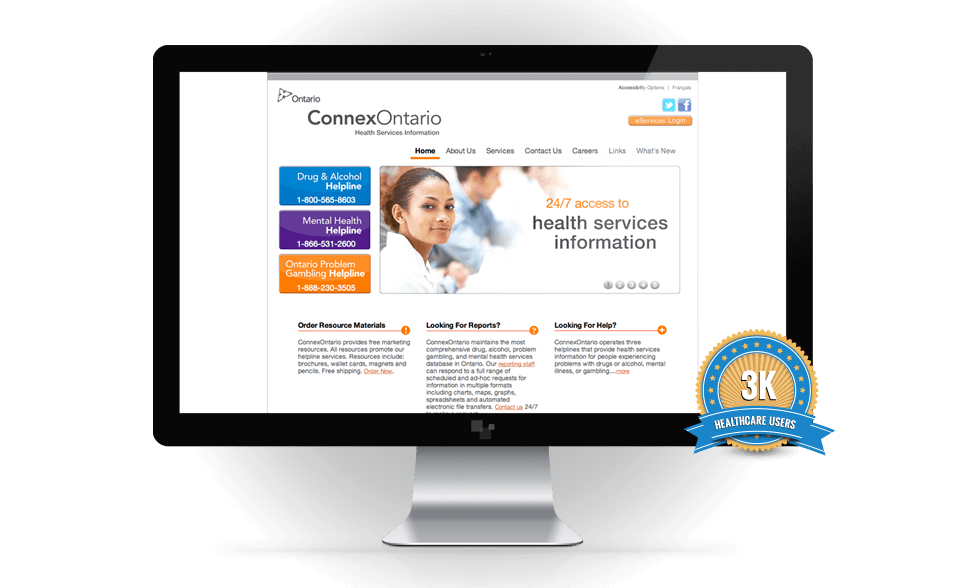 Accessibility Options | Français
Ontario
ConnexOntario
Health Services Information
eServices Login
Home About Us Services Contact Us Careers Links What's New
Drug & Alcohol
Helpline
1-800-565-8603
Mental Health
Helpline
1-866-531-2600
Ontario Problem
Gambling Helpline
1-888-230-3505
24/7 access to
health services
information
1 2 3 4 5
Order Resource Materials
ConnexOntario provides free marketing
resources. All resources promote our
helpline services. Resources include:
brochures, wallet cards, magnets and
pencils. Free shipping. Order Now.
Looking For Reports?
ConnexOntario maintains the most
comprehensive drug, alcohol, problem
gambling, and mental health services
database in Ontario. Our reporting staff
can respond to a full range of
scheduled and ad-hoc requests for
information in multiple formats
including charts, maps, graphs,
spreadsheets and automated
electronic file transfers. Contact us 24/7
Looking For Help?
ConnexOntario operates three
helplines that provide health services
information for people experiencing
problems with drugs or alcohol, mental
illness, or gambling....more
3K
HEALTHCARE USERS